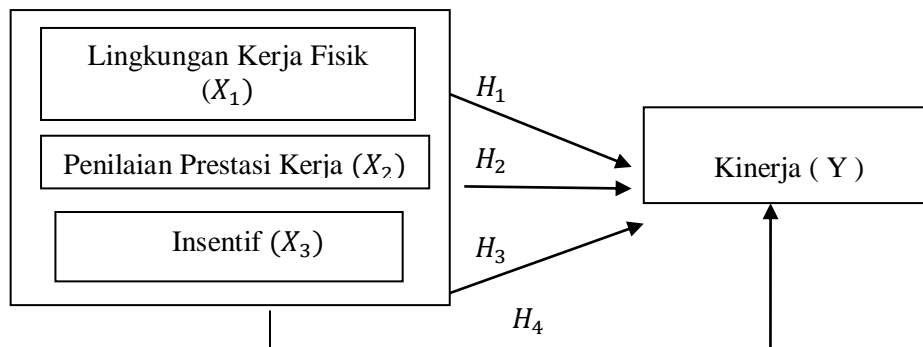 Lingkungan Kerja Fisik
(X₁)
H₁
Penilaian Prestasi Kerja (X₂)
H₂
Kinerja ( Y )
Insentif (X₃)
H₃
H₄